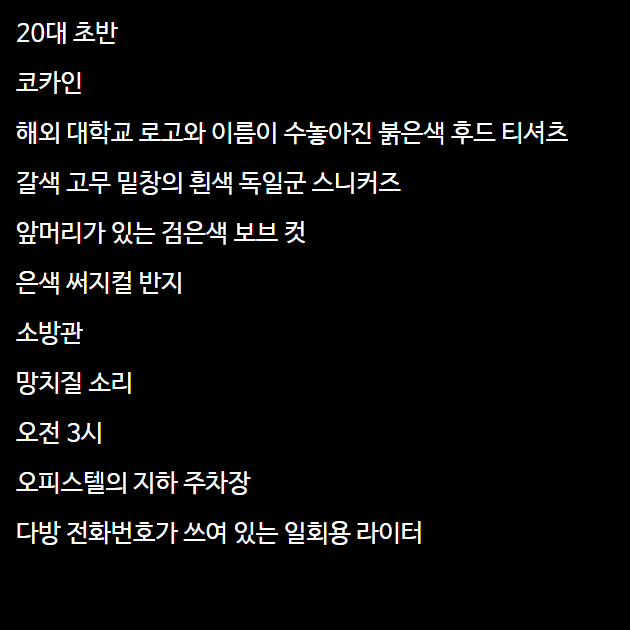 20대 초반
코카인
해외 대학교 로고와 이름이 수놓아진 붉은색 후드 티셔츠
갈색 고무 밑창의 흰색 독일군 스니커즈
앞머리가 있는 검은색 보브 컷
은색 써지컬 반지
소방관
망치질 소리
오전 3시
오피스텔의 지하 주차장
다방 전화번호가 쓰여 있는 일회용 라이터